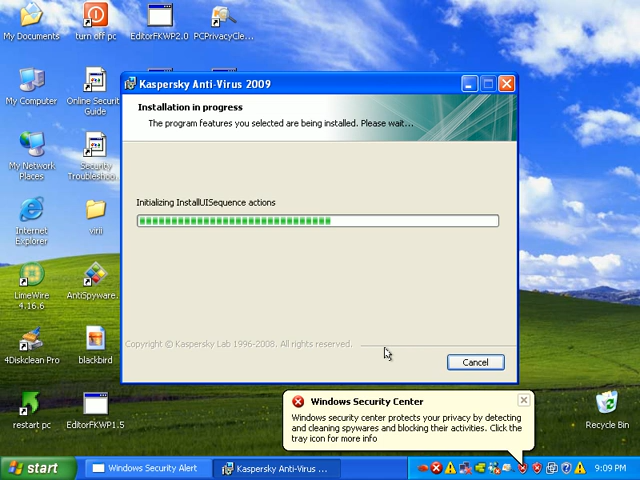 My Documents
turn off pc
EditorFKWP2.0
PCPrivacyCle...
Kaspersky Anti-Virus 2009
Installation in progress
The program features you selected are being installed. Please wait...
My Computer
Online Securit
Guide
My Network
Places
Security
Troubleshoo...
Initializing InstallUISequence actions
Internet
Explorer
virii
LimeWire
4.16.6
AntiSpyware.
Copyright © Kaspersky Lab 1996-2008. All rights reserved.
4Diskclean Pro
blackbird
Cancel
Windows Security Center
Windows security center protects your privacy by detecting
and cleaning spywares and blocking their activities. Click the
tray icon for more info
restart pc
EditorFKWP1.5
Recycle Bin
start
Windows Security Alert
Kaspersky Anti-Virus ...
9:09 PM